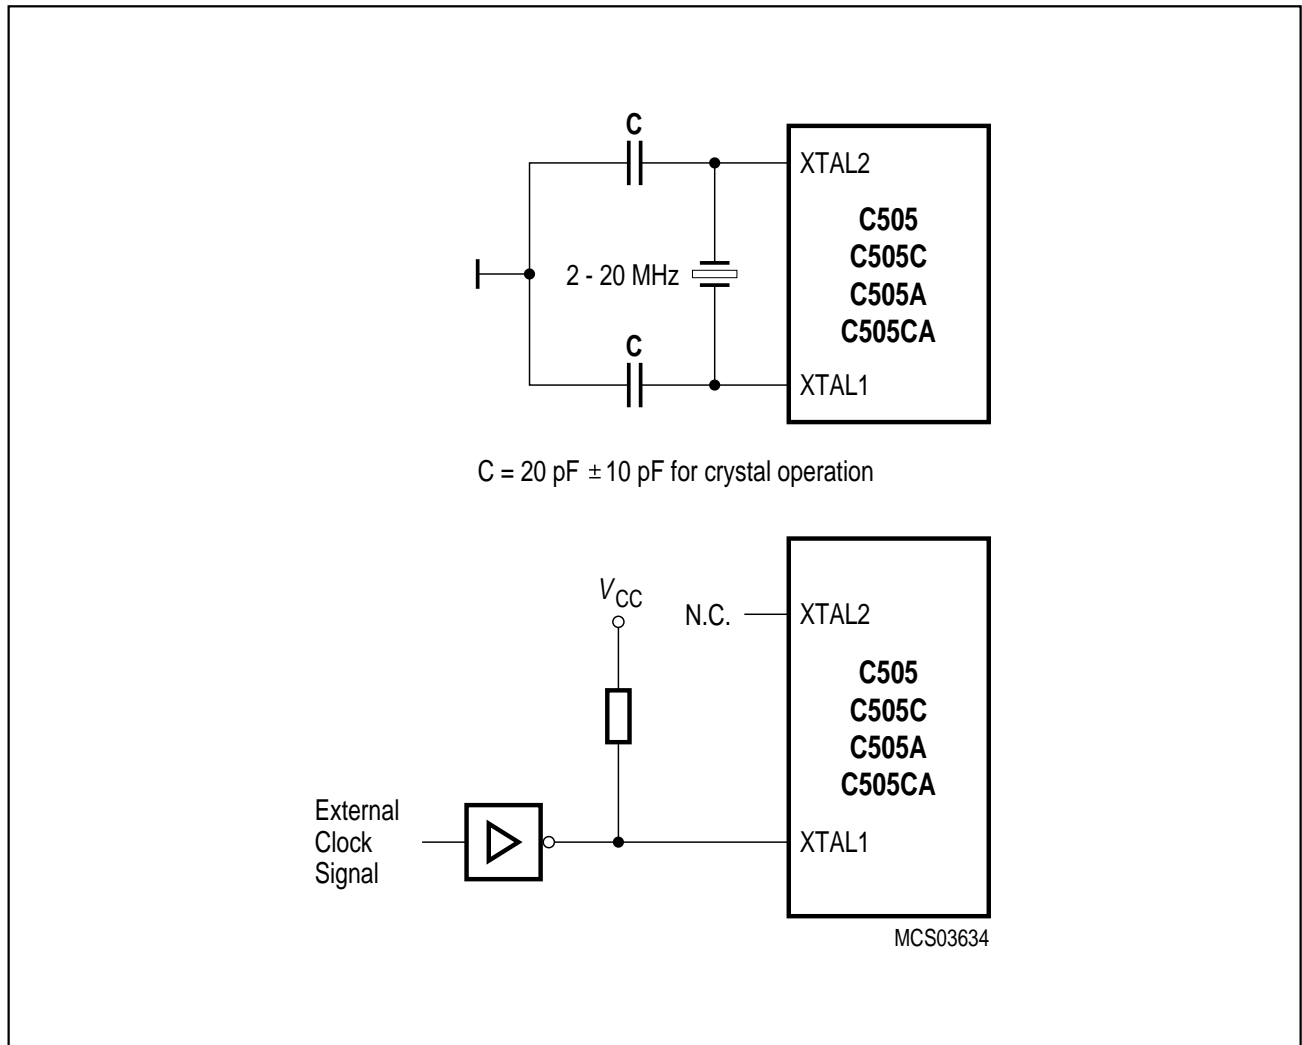 C
XTAL2
C505
C505C
C505A
C505CA
2 - 20 MHz
C
XTAL1
C = 20 pF ± 10 pF for crystal operation
VCC
N.C.
XTAL2
C505
C505C
C505A
C505CA
External
Clock
Signal
XTAL1
MCS03634